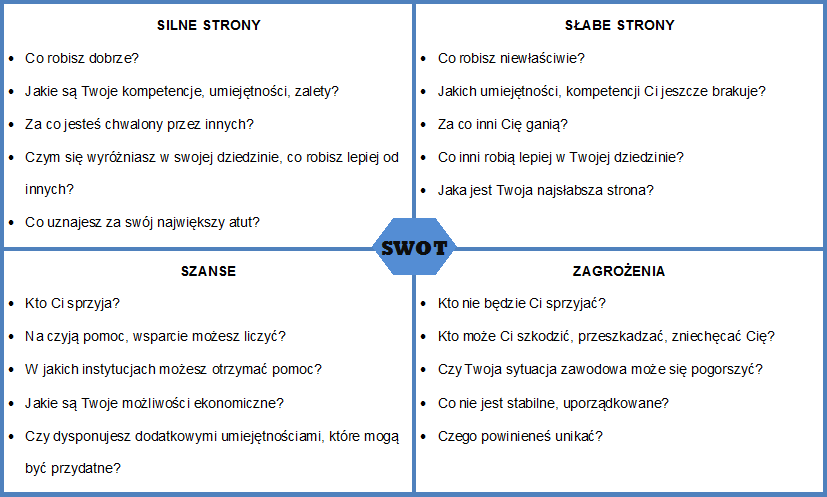 SILNE STRONY
• Co robisz dobrze?
• Jakie są Twoje kompetencje, umiejętności, zalety?
• Za co jesteś chwalony przez innych?
• Czym się wyróżniasz w swojej dziedzinie, co robisz lepiej od
innych?
• Co uznajesz za swój największy atut?
SŁABE STRONY
• Co robisz niewłaściwie?
• Jakich umiejętności, kompetencji Ci jeszcze brakuje?
• Za co inni Cię ganią?
• Co inni robią lepiej w Twojej dziedzinie?
• Jaka jest Twoja najsłabsza strona?
SWOT
SZANSE
• Kto Ci sprzyja?
• Na czyją pomoc, wsparcie możesz liczyć?
• W jakich instytucjach możesz otrzymać pomoc?
• Jakie są Twoje możliwości ekonomiczne?
• Czy dysponujesz dodatkowymi umiejętnościami, które mogą
być przydatne?
ZAGROŻENIA
• Kto nie będzie Ci sprzyjać?
• Kto może Ci szkodzić, przeszkadzać, zniechęcać Cię?
• Czy Twoja sytuacja zawodowa może się pogorszyć?
• Co nie jest stabilne, uporządkowane?
• Czego powinieneś unikać?